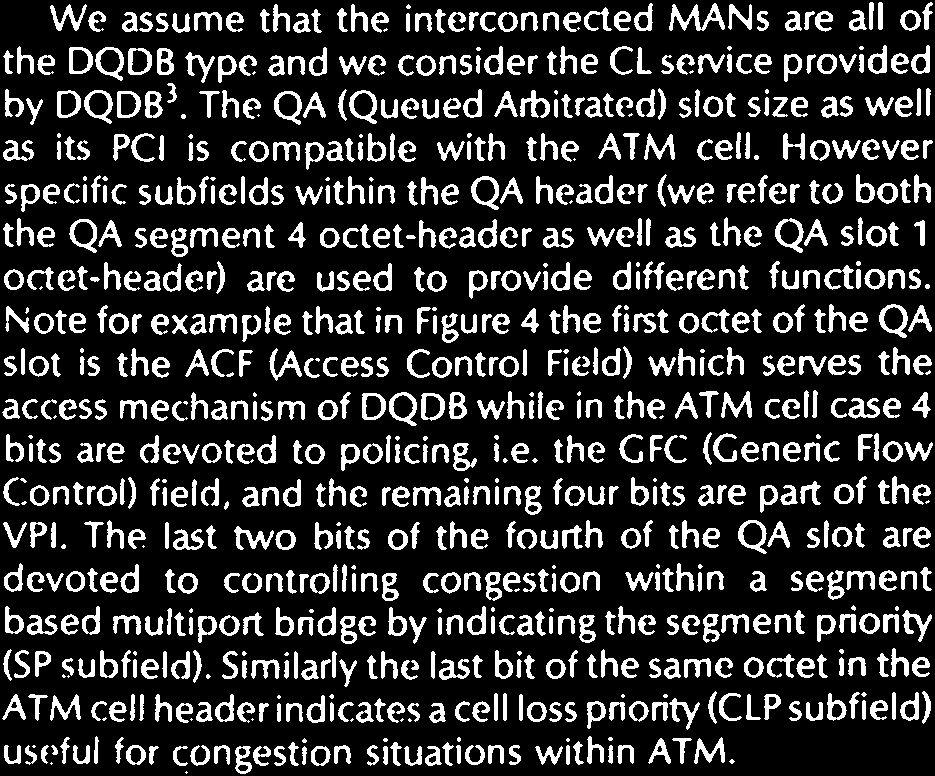 We assume that the interconnected MANs are all of
the DQDB type and we consider the CL service provided
by DQDB³. The QA (Queued Arbitrated) slot size as well
as its PCI is compatible with the ATM cell. However
specific subfields within the QA header (we refer to both
the QA segment 4 octet-header as well as the QA slot 1
octet-header) are used to provide different functions.
Note for example that in Figure 4 the first octet of the QA
slot is the ACF (Access Control Field) which serves the
access mechanism of DQDB while in the ATM cell case 4
bits are devoted to policing, i.e. the GFC (Generic Flow
Control) field, and the remaining four bits are part of the
VPI. The last two bits of the fourth of the QA slot are
devoted to controlling congestion within a segment
based multiport bridge by indicating the segment priority
(SP subfield). Similarly the last bit of the same octet in the
ATM cell header indicates a cell loss priority (CLP subfield)
useful for congestion situations within ATM.